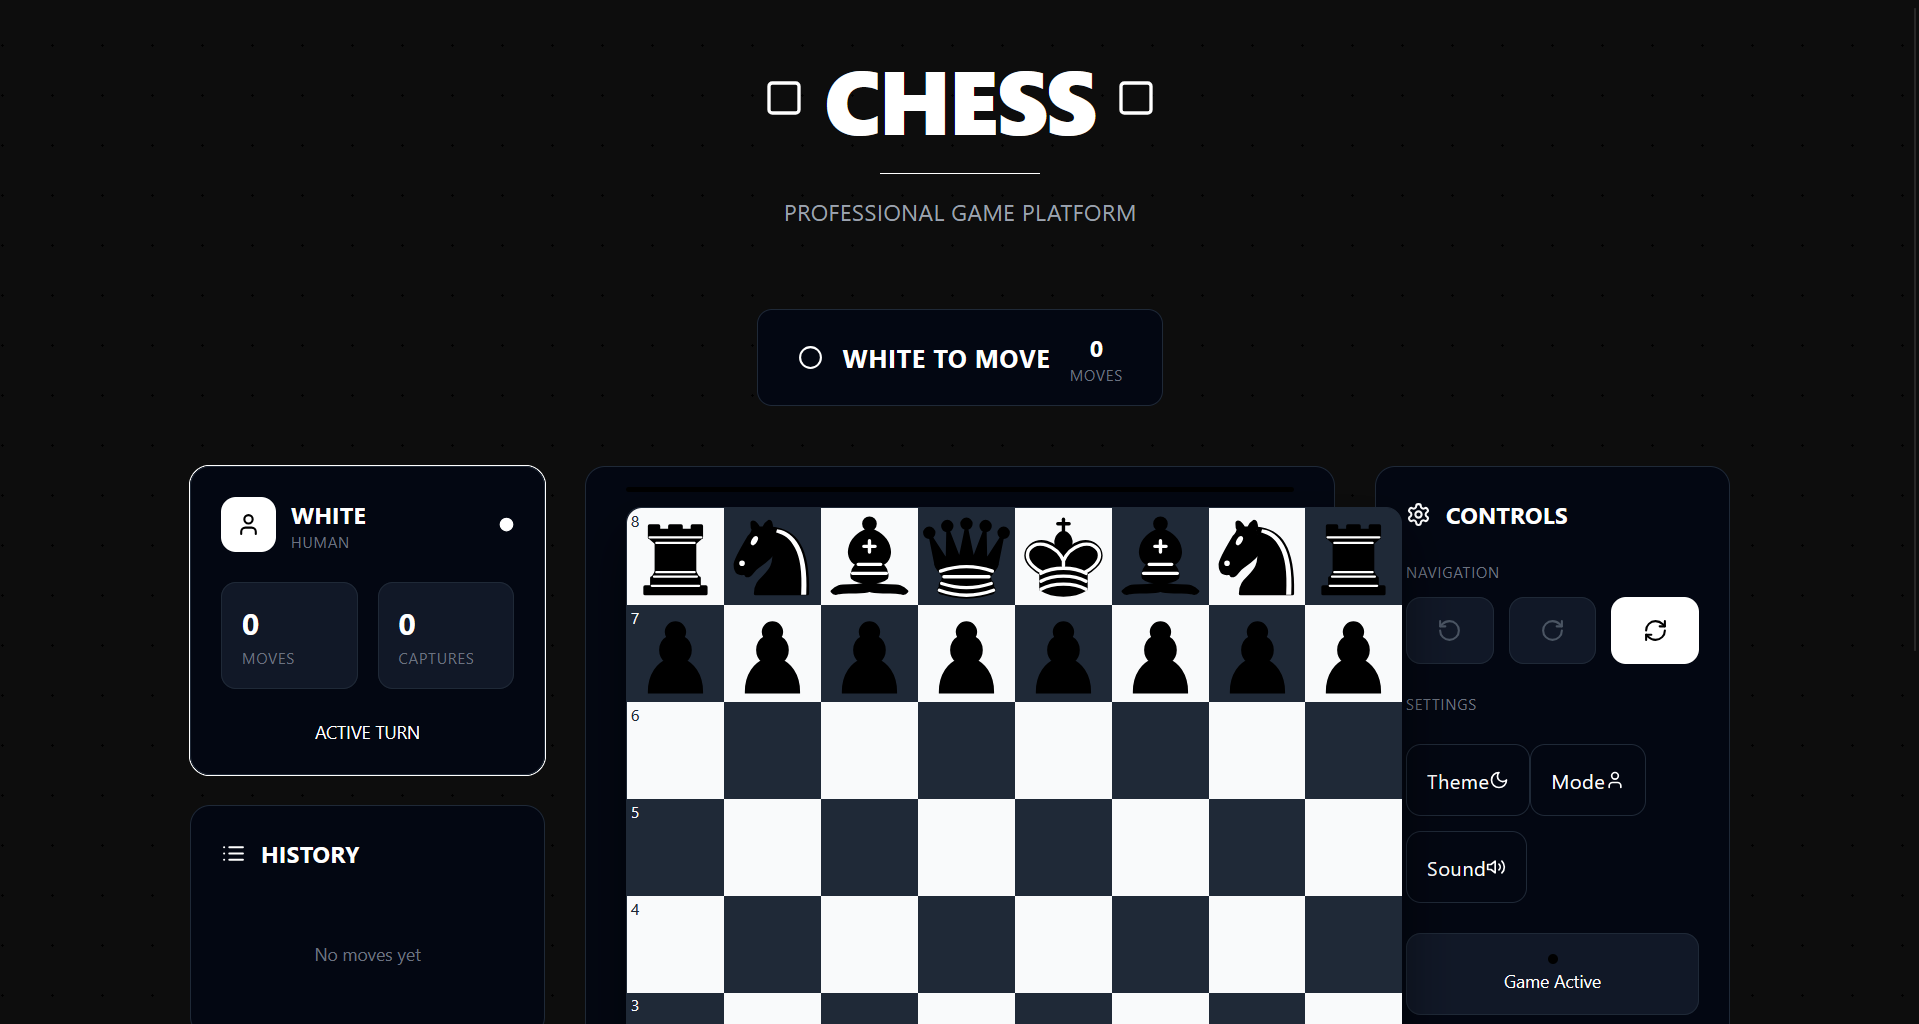 CHESS
PROFESSIONAL GAME PLATFORM
WHITE TO MOVE
0
MOVES
WHITE
HUMAN
0
MOVES
0
CAPTURES
ACTIVE TURN
HISTORY
No moves yet
8
7
6
5
4
3
CONTROLS
NAVIGATION
SETTINGS
Theme
Mode
Sound
Game Active